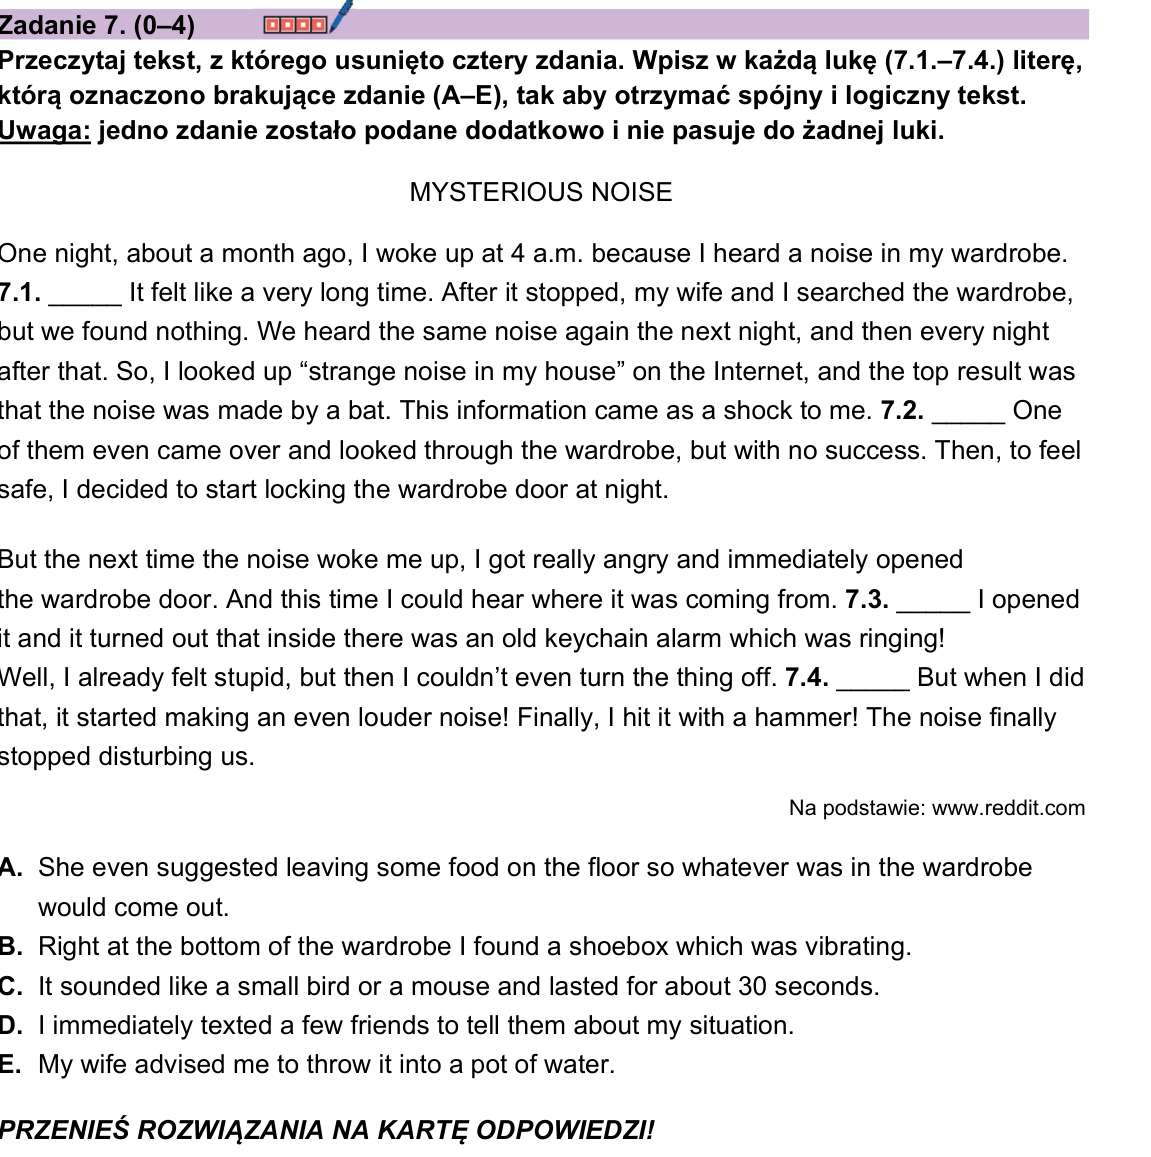 Zadanie 7. (0–4)
Przeczytaj tekst, z którego usunięto cztery zdania. Wpisz w każdą lukę (7.1.–7.4.) literę,
którą oznaczono brakujące zdanie (A–E), tak aby otrzymać spójny i logiczny tekst.
Uwaga: jedno zdanie zostało podane dodatkowo i nie pasuje do żadnej luki.
MYSTERIOUS NOISE
One night, about a month ago, I woke up at 4 a.m. because I heard a noise in my wardrobe.
7.1. _____ It felt like a very long time. After it stopped, my wife and I searched the wardrobe,
but we found nothing. We heard the same noise again the next night, and then every night
after that. So, I looked up “strange noise in my house” on the Internet, and the top result was
that the noise was made by a bat. This information came as a shock to me. 7.2. _____ One
of them even came over and looked through the wardrobe, but with no success. Then, to feel
safe, I decided to start locking the wardrobe door at night.
But the next time the noise woke me up, I got really angry and immediately opened
the wardrobe door. And this time I could hear where it was coming from. 7.3. _____ I opened
it and it turned out that inside there was an old keychain alarm which was ringing!
Well, I already felt stupid, but then I couldn’t even turn the thing off. 7.4. _____ But when I did
that, it started making an even louder noise! Finally, I hit it with a hammer! The noise finally
stopped disturbing us.
Na podstawie: www.reddit.com
A. She even suggested leaving some food on the floor so whatever was in the wardrobe
would come out.
B. Right at the bottom of the wardrobe I found a shoebox which was vibrating.
C. It sounded like a small bird or a mouse and lasted for about 30 seconds.
D. I immediately texted a few friends to tell them about my situation.
E. My wife advised me to throw it into a pot of water.
PRZENIEŚ ROZWIĄZANIA NA KARTĘ ODPOWIEDZI!